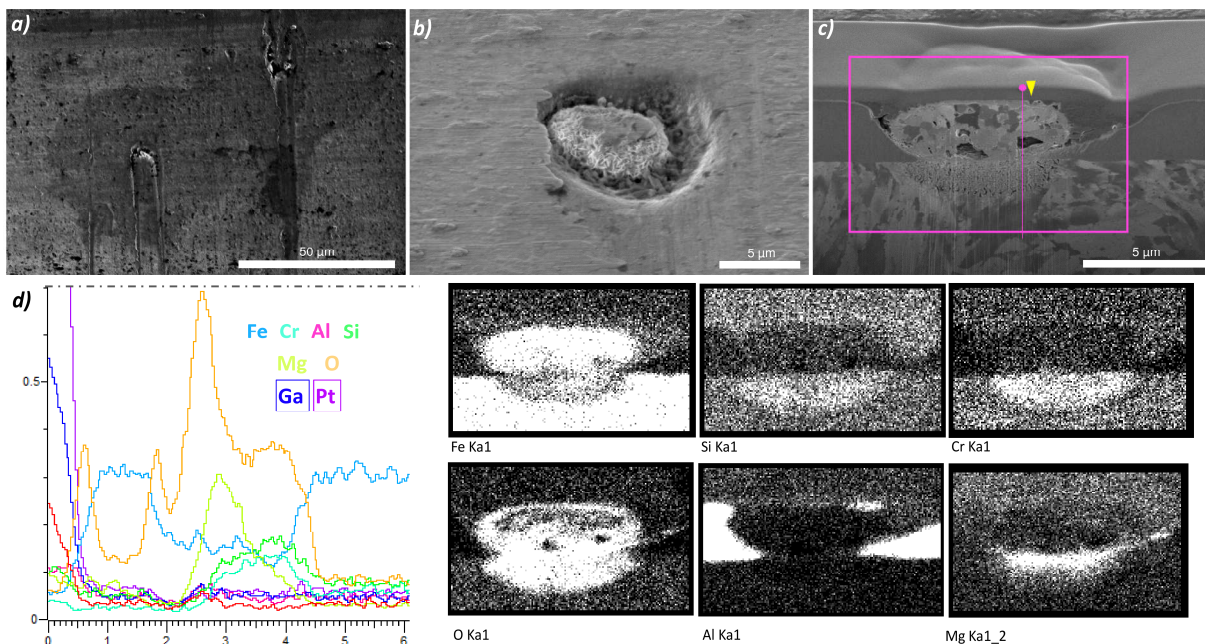 a)
b)
c)
50 µm
5 µm
5 µm
d)
Fe Cr Al Si
Mg O
Ga Pt
0.5
0
0 1 2 3 4 5 6
Fe Ka1
Si Ka1
Cr Ka1
O Ka1
Al Ka1
Mg Ka1_2